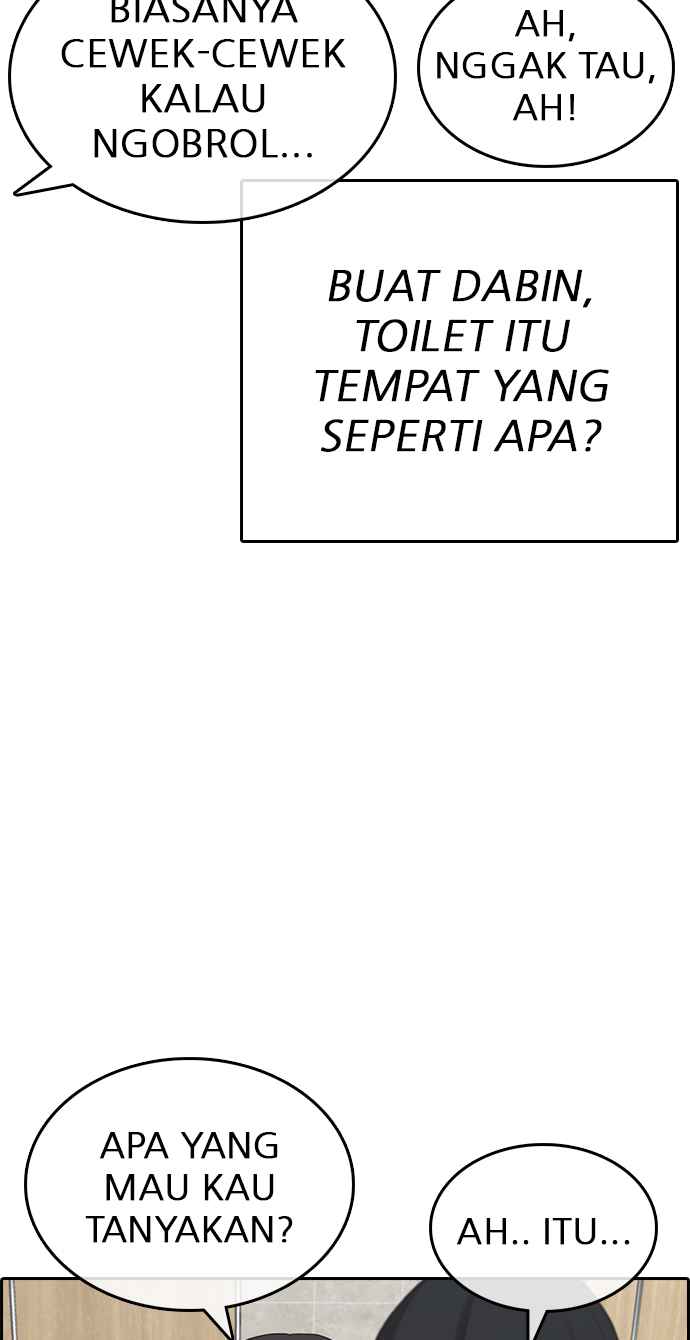 BIASANYA
CEWEK-CEWEK
KALAU
NGOBROL...
AH,
NGGAK TAU,
AH!
BUAT DABIN,
TOILET ITU
TEMPAT YANG
SEPERTI APA?
APA YANG
MAU KAU
TANYAKAN?
AH.. ITU...